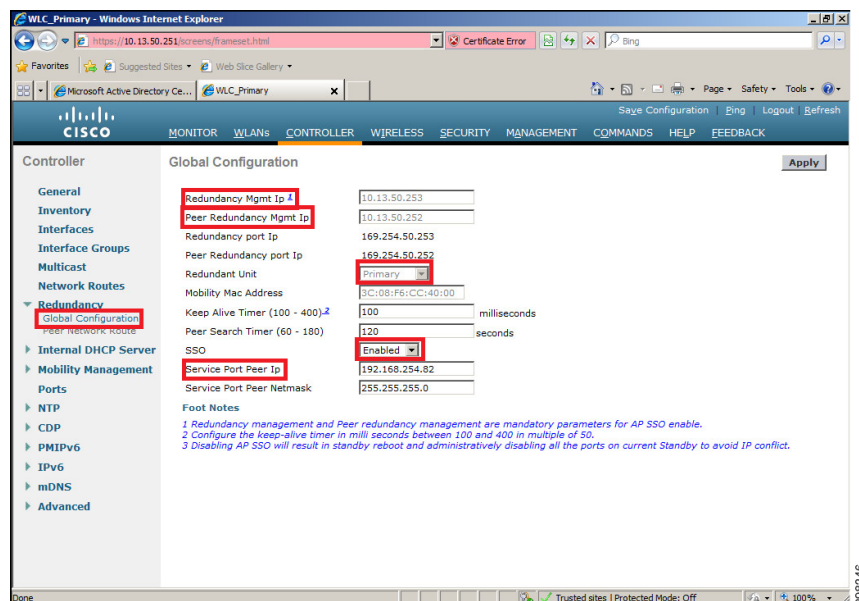 WLC_Primary - Windows Internet Explorer
https://10.13.50.251/screens/frameset.html
Certificate Error
Bing
Favorites
Suggested Sites
Web Slice Gallery
Microsoft Active Directory Ce...
WLC_Primary
Page
Safety
Tools
Save Configuration | Ping | Logout | Refresh
CISCO
MONITOR WLANs CONTROLLER WIRELESS SECURITY MANAGEMENT COMMANDS HELP FEEDBACK
Controller
General
Inventory
Interfaces
Interface Groups
Multicast
Network Routes
Redundancy
Global Configuration
Peer Network Route
Internal DHCP Server
Mobility Management
Ports
NTP
CDP
PMIPv6
IPv6
mDNS
Advanced
Global Configuration
Apply
Redundancy Mgmt Ip 1 10.13.50.253
Peer Redundancy Mgmt Ip 10.13.50.252
Redundancy port Ip 169.254.50.253
Peer Redundancy port Ip 169.254.50.252
Redundant Unit Primary
Mobility Mac Address 3C:08:F6:CC:40:00
Keep Alive Timer (100 - 400) 2 100 milliseconds
Peer Search Timer (60 - 180) 120 seconds
SSO Enabled
Service Port Peer Ip 192.168.254.82
Service Port Peer Netmask 255.255.255.0
Foot Notes
1 Redundancy management and Peer redundancy management are mandatory parameters for AP SSO enable.
2 Configure the keep-alive timer in milli seconds between 100 and 400 in multiple of 50.
3 Disabling AP SSO will result in standby reboot and administratively disabling all the ports on current Standby to avoid IP conflict.
Done
Trusted sites | Protected Mode: Off
100%